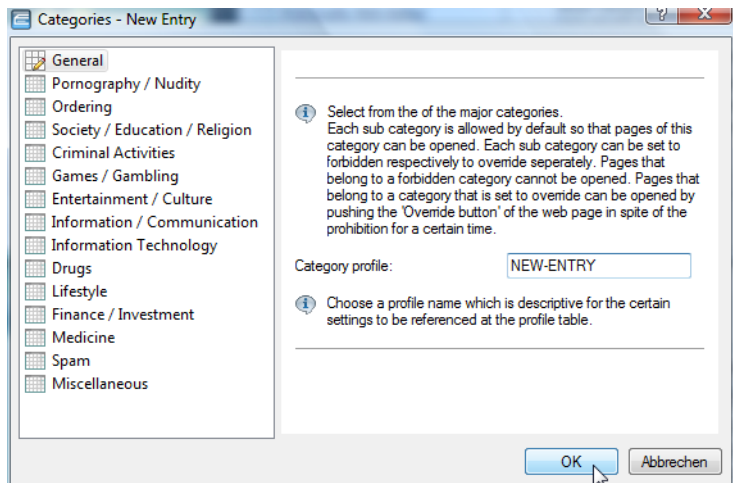 Categories - New Entry
General
Pornography / Nudity
Ordering
Society / Education / Religion
Criminal Activities
Games / Gambling
Entertainment / Culture
Information / Communication
Information Technology
Drugs
Lifestyle
Finance / Investment
Medicine
Spam
Miscellaneous
Select from the of the major categories.
Each sub category is allowed by default so that pages of this
category can be opened. Each sub category can be set to
forbidden respectively to override seperately. Pages that
belong to a forbidden category cannot be opened. Pages that
belong to a category that is set to override can be opened by
pushing the 'Override button' of the web page in spite of the
prohibition for a certain time.
Category profile: NEW-ENTRY
Choose a profile name which is descriptive for the certain
settings to be referenced at the profile table.
OK Abbrechen